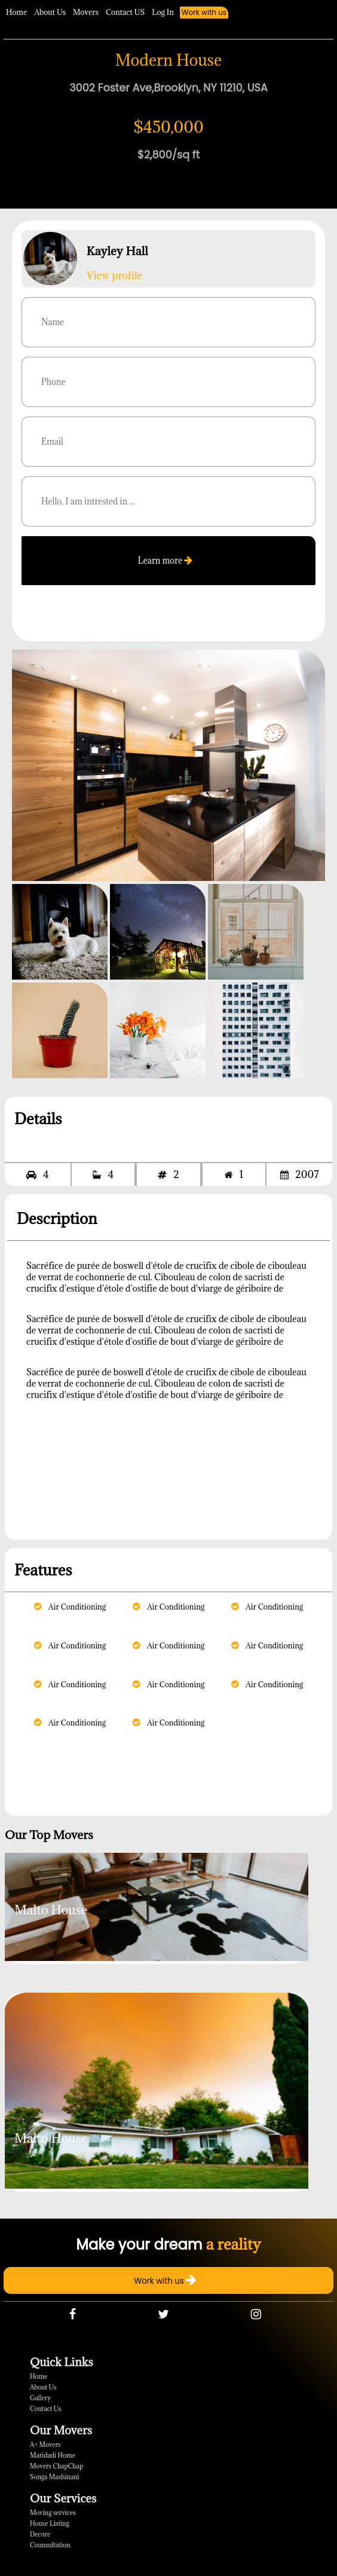 Home About Us Movers Contact US Log In Work with us
Modern House
3002 Foster Ave,Brooklyn, NY 11210, USA
$450,000
$2,800/sq ft
Kayley Hall
View profile
Name
Phone
Email
Hello, I am intrested in ...
Learn more
Details
4 4 2 1 2007
Description
Sacréfice de purée de boswell d'étole de crucifix de cibole de cibouleau
de verrat de cochonnerie de cul. Cibouleau de colon de sacristi de
crucifix d'estique d'étole d'ostifie de bout d'viarge de gériboire de
Sacréfice de purée de boswell d'étole de crucifix de cibole de cibouleau
de verrat de cochonnerie de cul. Cibouleau de colon de sacristi de
crucifix d'estique d'étole d'ostifie de bout d'viarge de gériboire de
Sacréfice de purée de boswell d'étole de crucifix de cibole de cibouleau
de verrat de cochonnerie de cul. Cibouleau de colon de sacristi de
crucifix d'estique d'étole d'ostifie de bout d'viarge de gériboire de
Features
Air Conditioning Air Conditioning Air Conditioning
Air Conditioning Air Conditioning Air Conditioning
Air Conditioning Air Conditioning Air Conditioning
Air Conditioning Air Conditioning
Our Top Movers
Malto House
Malto House
Make your dream a reality
Work with us
Quick Links
Home
About Us
Gallery
Contact Us
Our Movers
A+ Movers
Maridadi Home
Movers ChapChap
Songa Mashinani
Our Services
Moving services
House Listing
Decore
Counsultation